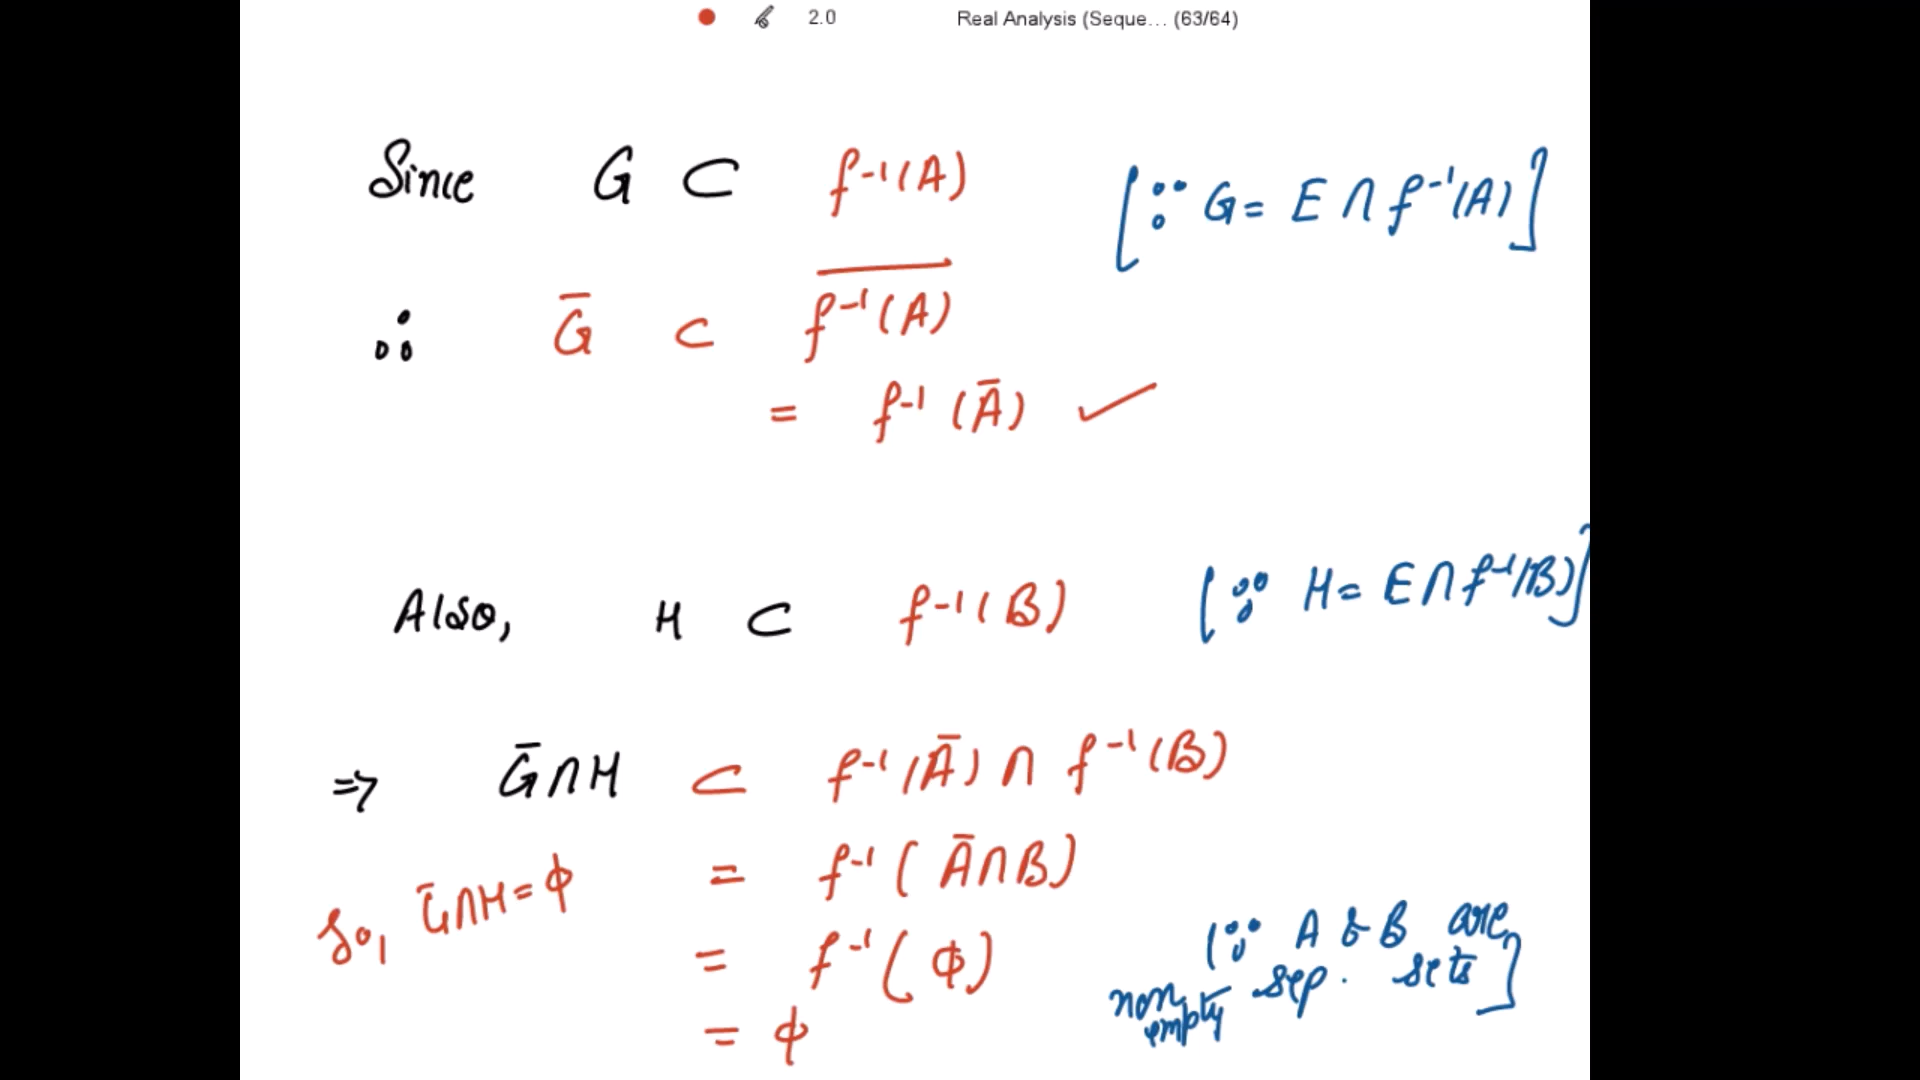 2.0 Real Analysis (Seque... (63/64)
Since G ⊂ f⁻¹(A) [∵ G = E ∩ f⁻¹(A)]
∴ G̅ ⊂ \overline{f⁻¹(A)}
= f⁻¹(A̅) ✓
Also, H ⊂ f⁻¹(B) [∵ H = E ∩ f⁻¹(B)]
⇒ G̅ ∩ H ⊂ f⁻¹(A̅) ∩ f⁻¹(B)
= f⁻¹(A̅ ∩ B)
So, G̅ ∩ H = ϕ
= f⁻¹(ϕ) (∵ A & B are
non empty sep. sets]
= ϕ